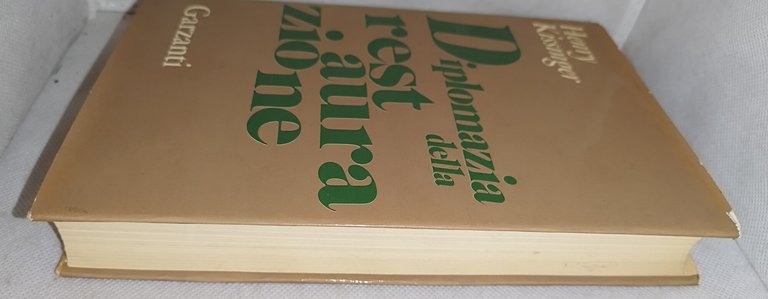 Henry
Kissinger
Diplomazia
della
rest
aura
zione
Garzanti